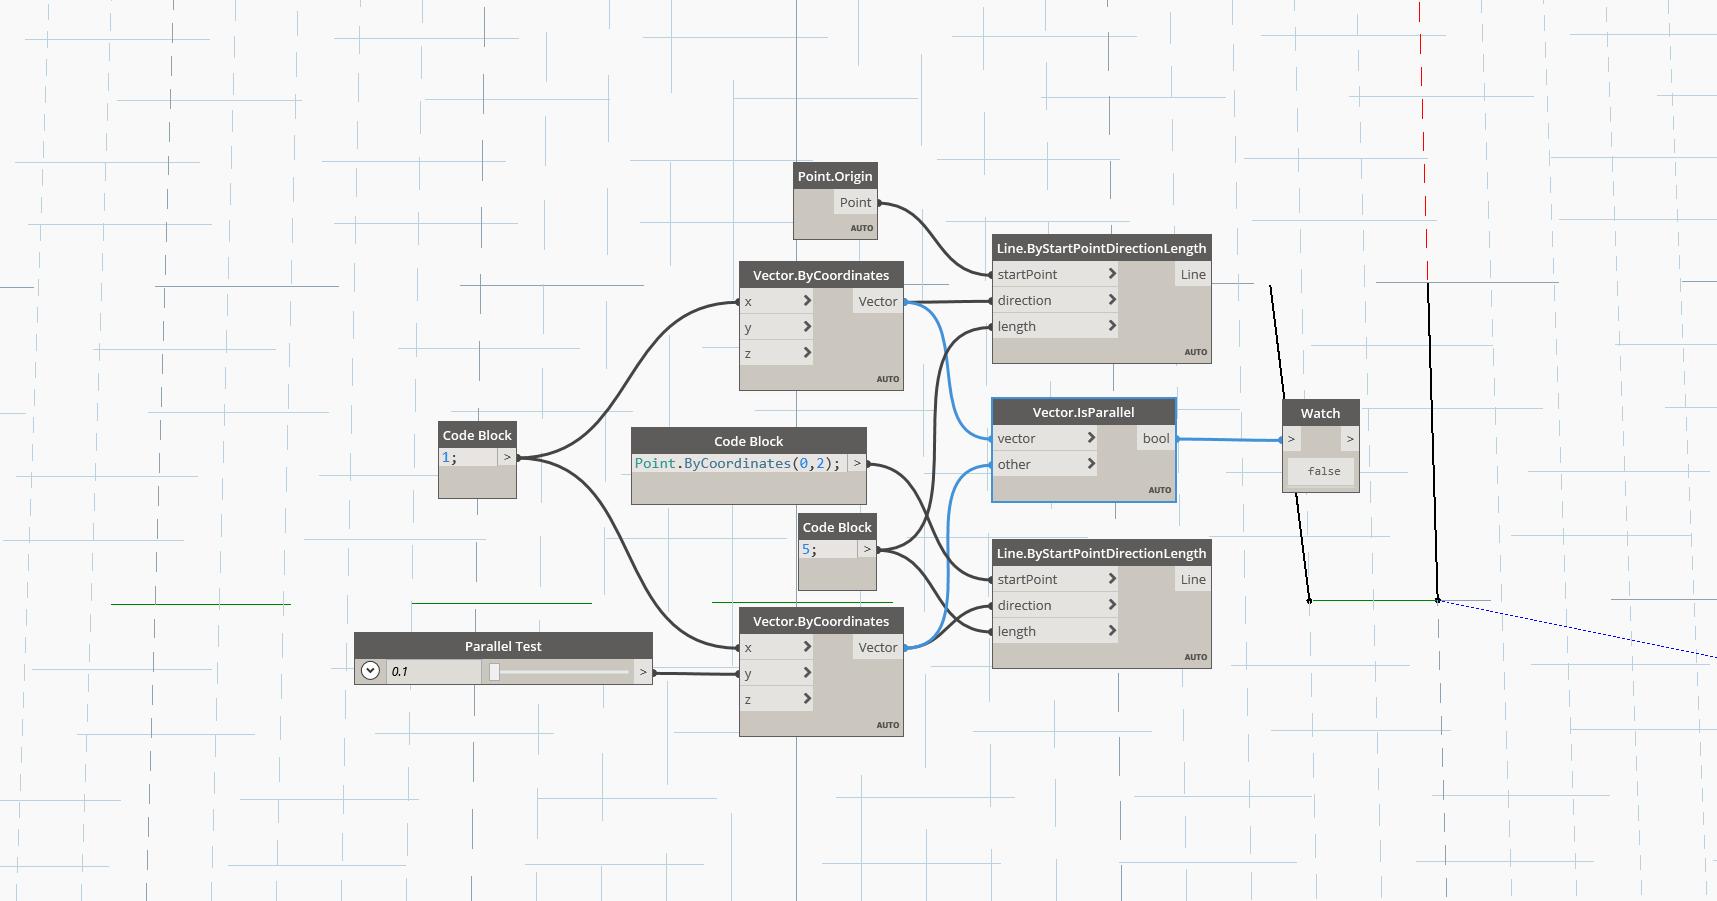 Point.Origin
Point
AUTO
Line.ByStartPointDirectionLength
startPoint > Line
direction >
length >
AUTO
Vector.ByCoordinates
x > Vector
y >
z >
AUTO
Vector.IsParallel
vector > bool
other >
AUTO
Watch
> >
false
Code Block
1; >
Code Block
Point.ByCoordinates(0,2); >
Code Block
5; >
Line.ByStartPointDirectionLength
startPoint > Line
direction >
length >
AUTO
Vector.ByCoordinates
x > Vector
y >
z >
AUTO
Parallel Test
0.1 >